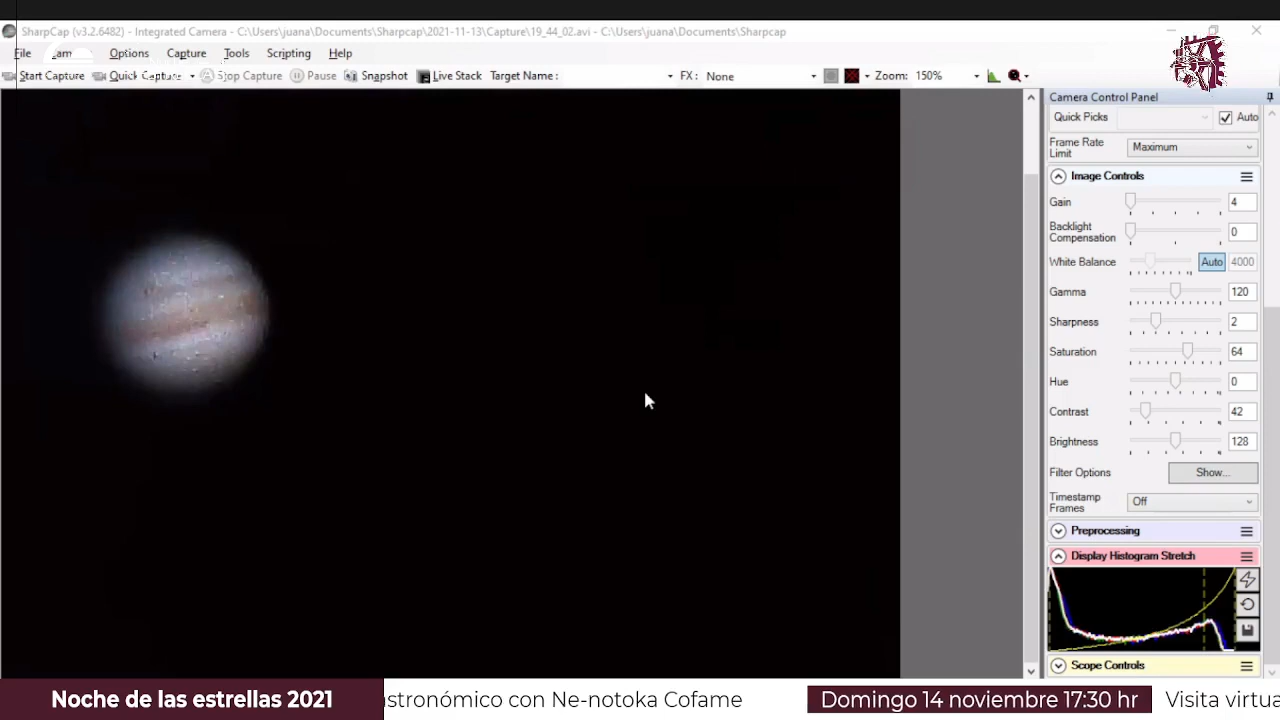 SharpCap (v3.2.6482) - Integrated Camera - C:\Users\juana\Documents\Sharpcap\2021-11-13\Capture\19_44_02.avi - C:\Users\juana\Documents\Sharpcap
File Cam Options Capture Tools Scripting Help
Start Capture Quick Capture Stop Capture Pause Snapshot Live Stack Target Name : FX : None Zoom: 150%
Camera Control Panel
Quick Picks Auto
Frame Rate
Limit Maximum
Image Controls
Gain 4
Backlight
Compensation 0
White Balance Auto 4000
Gamma 120
Sharpness 2
Saturation 64
Hue 0
Contrast 42
Brightness 128
Filter Options Show...
Timestamp
Frames Off
Preprocessing
Display Histogram Stretch
Scope Controls
Noche de las estrellas 2021 stronómico con Ne-notoka Cofame Domingo 14 noviembre 17:30 hr Visita virtua